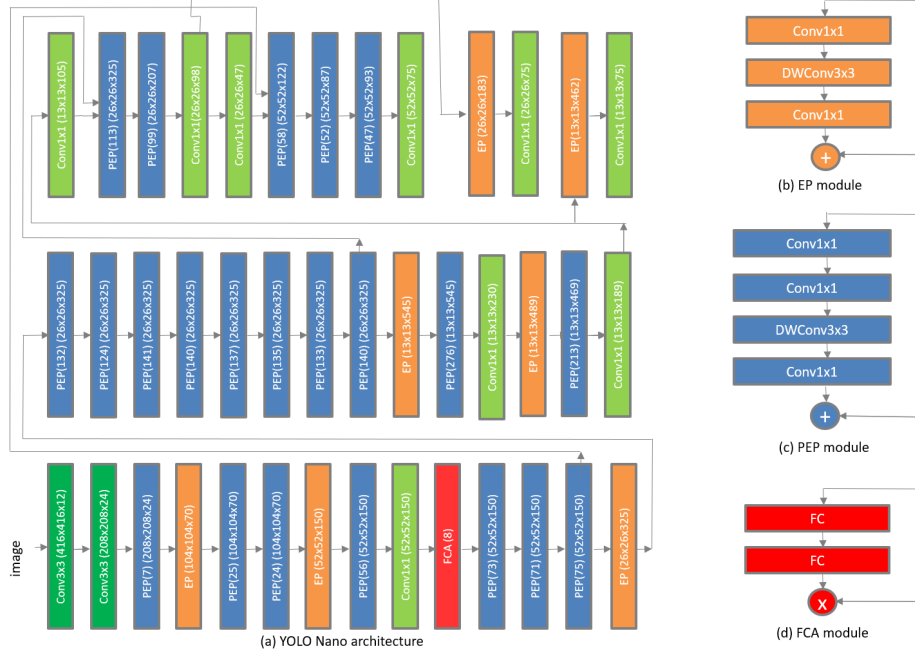 Conv1x1 (13x13x105)
PEP(113) (26x26x325)
PEP(99) (26x26x207)
Conv1x1(26x26x98)
Conv1x1 (26x26x47)
PEP(58) (52x52x122)
PEP(52) (52x52x87)
PEP(47) (52x52x93)
Conv1x1 (52x52x75)
EP (26x26x183)
Conv1x1 (26x26x75)
EP(13x13x462)
Conv1x1 (13x13x75)
PEP(132) (26x26x325)
PEP(124) (26x26x325)
PEP(141) (26x26x325)
PEP(140) (26x26x325)
PEP(137) (26x26x325)
PEP(135) (26x26x325)
PEP(133) (26x26x325)
PEP(140) (26x26x325)
EP (13x13x545)
PEP(276) (13x13x545)
Conv1x1 (13x13x230)
EP (13x13x489)
PEP(213) (13x13x469)
Conv1x1 (13x13x189)
image
Conv3x3 (416x416x12)
Conv3x3 (208x208x24)
PEP(7) (208x208x24)
EP (104x104x70)
PEP(25) (104x104x70)
PEP(24) (104x104x70)
EP (52x52x150)
PEP(56) (52x52x150)
Conv1x1 (52x52x150)
FCA (8)
PEP(73) (52x52x150)
PEP(71) (52x52x150)
PEP(75) (52x52x150)
EP (26x26x325)
(a) YOLO Nano architecture
Conv1x1
DWConv3x3
Conv1x1
+
(b) EP module
Conv1x1
Conv1x1
DWConv3x3
Conv1x1
+
(c) PEP module
FC
FC
X
(d) FCA module